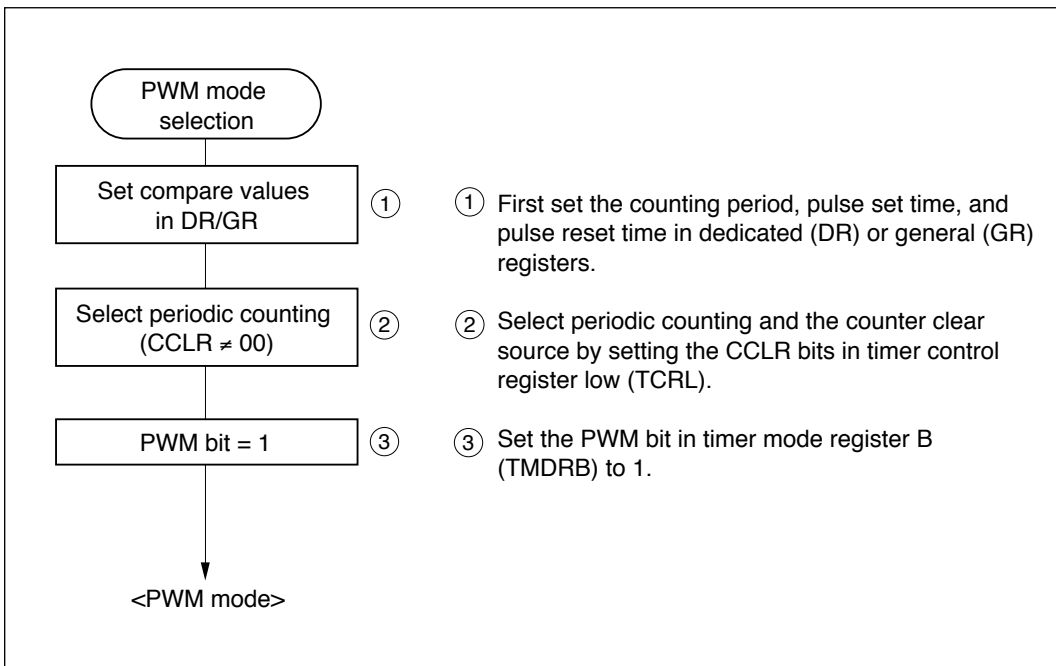 PWM mode
selection
Set compare values
in DR/GR
①
① First set the counting period, pulse set time, and
pulse reset time in dedicated (DR) or general (GR)
registers.
Select periodic counting
(CCLR ≠ 00)
②
② Select periodic counting and the counter clear
source by setting the CCLR bits in timer control
register low (TCRL).
PWM bit = 1
③
③ Set the PWM bit in timer mode register B
(TMDRB) to 1.
<PWM mode>